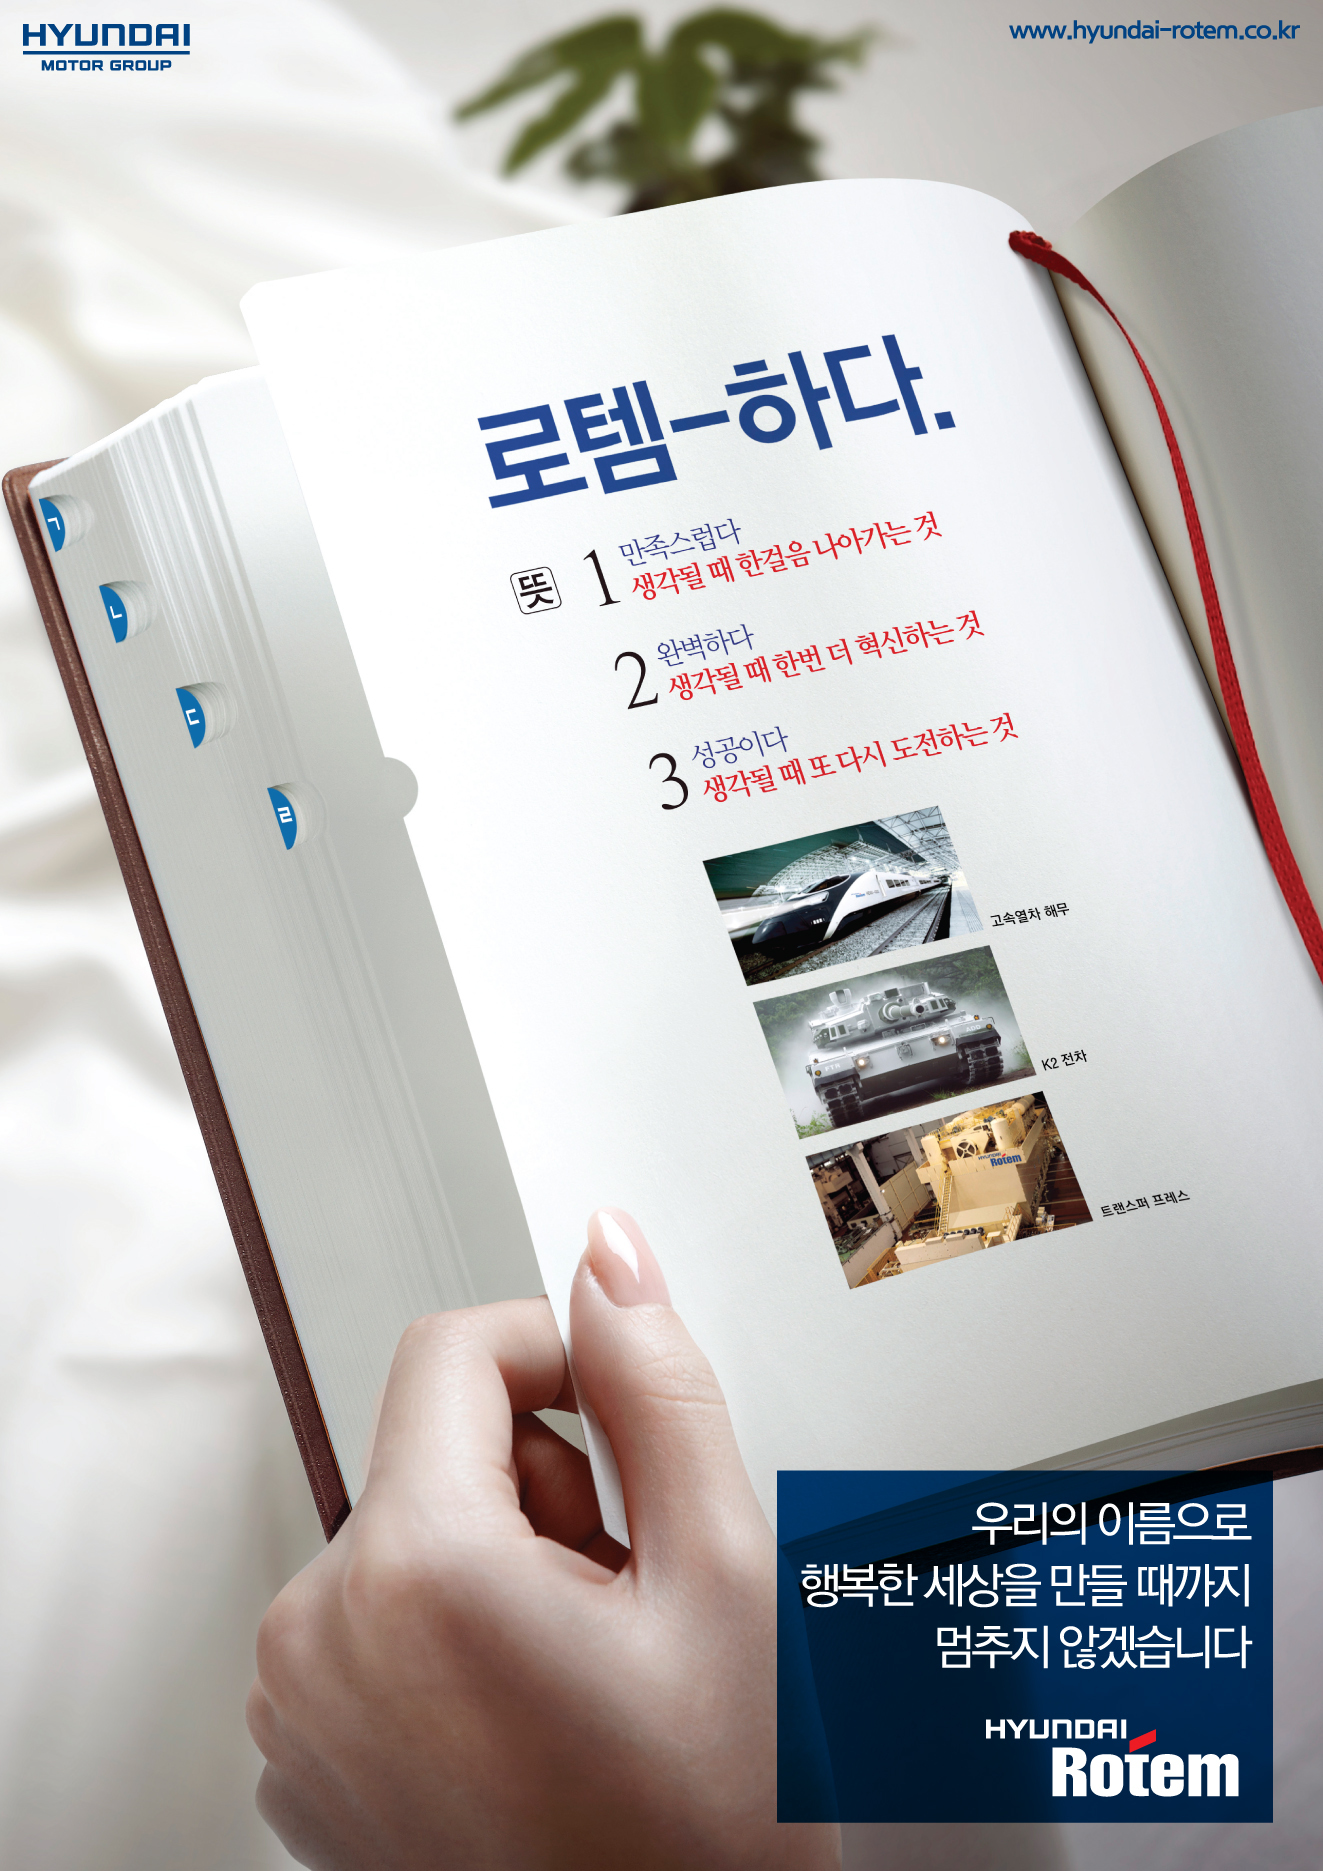 HYUNDAI
MOTOR GROUP
www.hyundai-rotem.co.kr
로템-하다.
뜻
1 만족스럽다
생각될 때 한걸음 나아가는 것
2 완벽하다
생각될 때 한번 더 혁신하는 것
3 성공이다
생각될 때 또 다시 도전하는 것
ㄱ
ㄴ
ㄷ
ㄹ
고속열차 해무
K2 전차
HYUNDAI
Rotem
트랜스퍼 프레스
우리의 이름으로
행복한 세상을 만들 때까지
멈추지 않겠습니다
HYUNDAI
Rotem